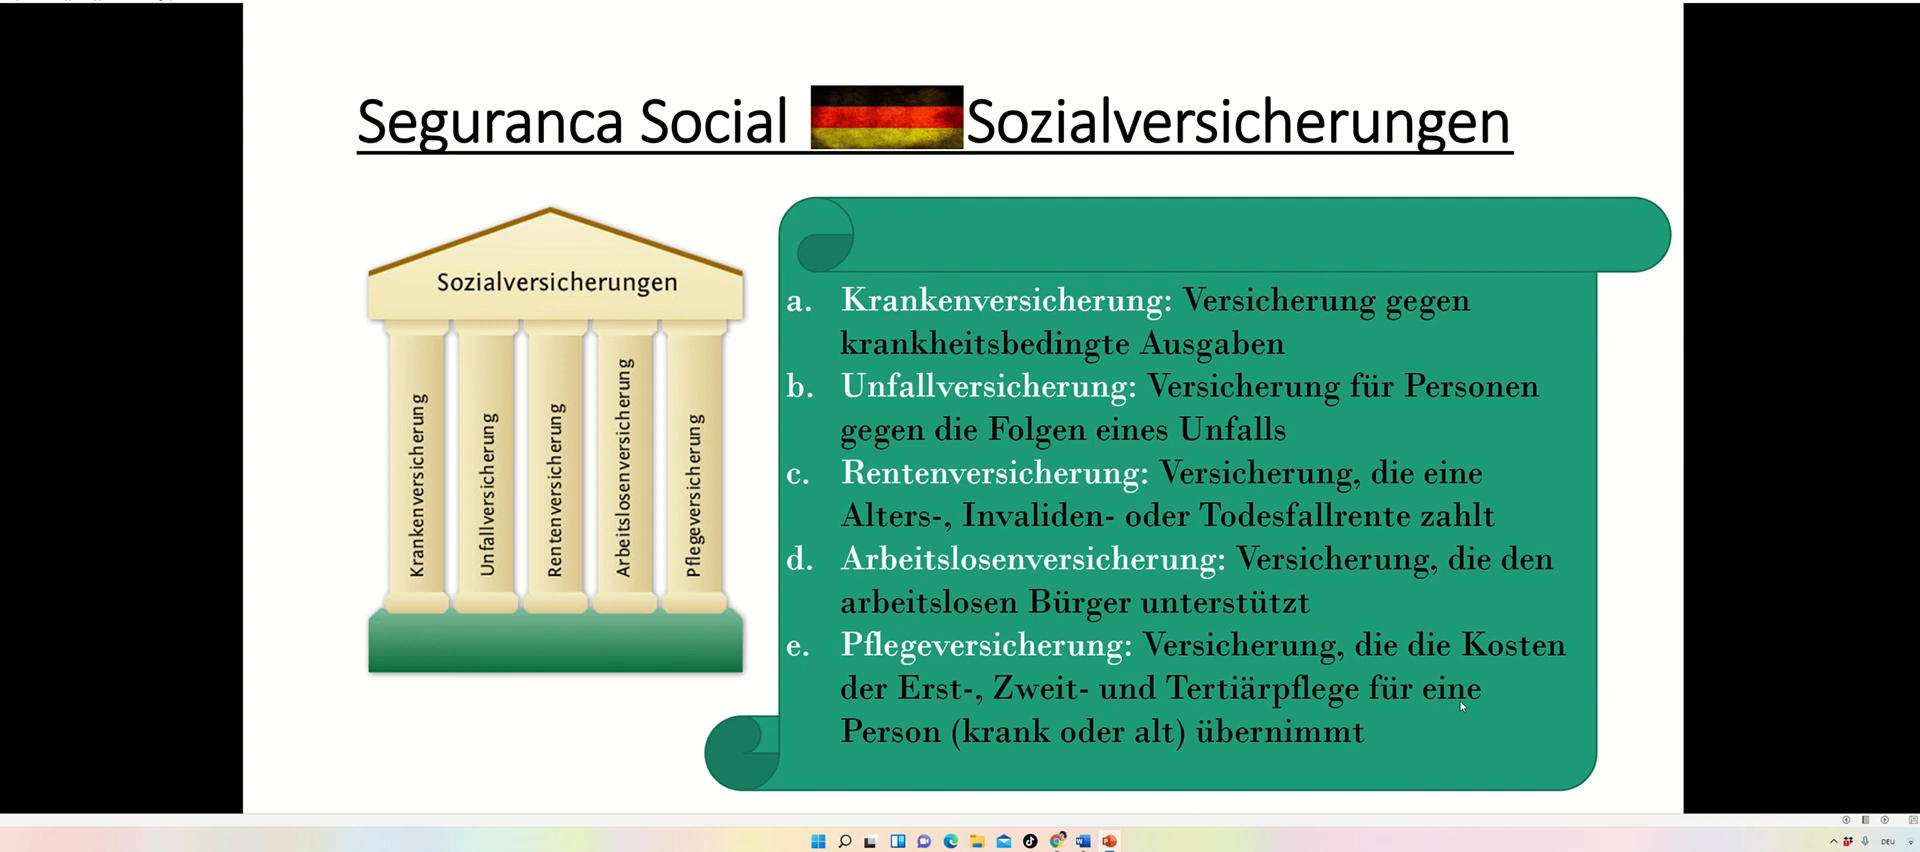 Seguranca Social Sozialversicherungen
Sozialversicherungen
Krankenversicherung
Unfallversicherung
Rentenversicherung
Arbeitslosenversicherung
Pflegeversicherung
a. Krankenversicherung: Versicherung gegen
krankheitsbedingte Ausgaben
b. Unfallversicherung: Versicherung für Personen
gegen die Folgen eines Unfalls
c. Rentenversicherung: Versicherung, die eine
Alters-, Invaliden- oder Todesfallrente zahlt
d. Arbeitslosenversicherung: Versicherung, die den
arbeitslosen Bürger unterstützt
e. Pflegeversicherung: Versicherung, die die Kosten
der Erst-, Zweit- und Tertiärpflege für eine
Person (krank oder alt) übernimmt
DEU